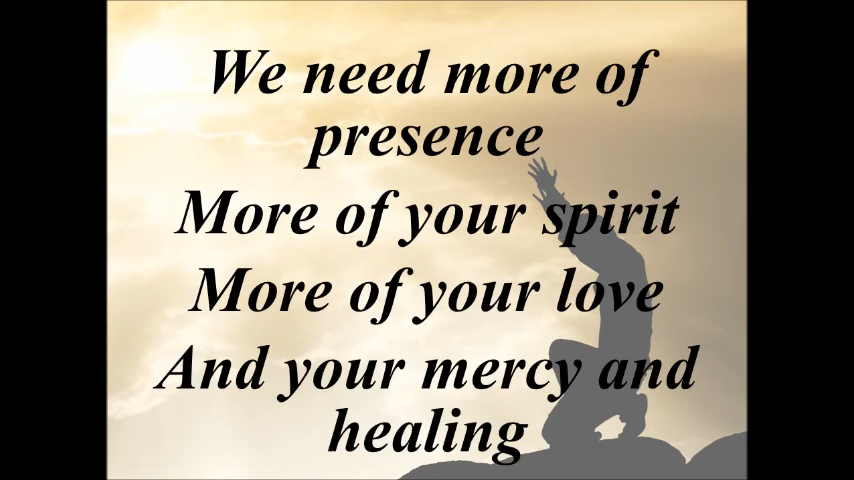 We need more of
presence
More of your spirit
More of your love
And your mercy and
healing